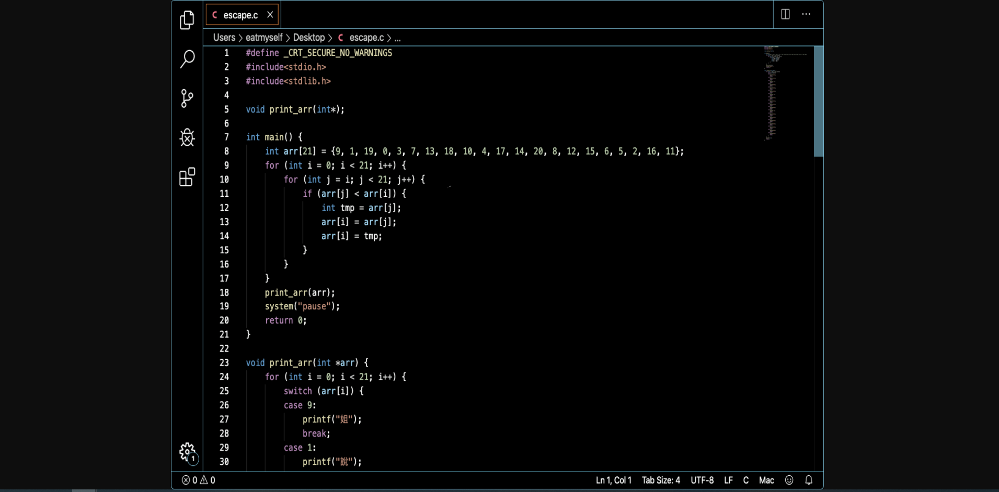 escape.c
Users > eatmyself > Desktop > C escape.c > ...
1 #define _CRT_SECURE_NO_WARNINGS
2 #include<stdio.h>
3 #include<stdlib.h>
4
5 void print_arr(int*);
6
7 int main() {
8 int arr[21] = {9, 1, 19, 0, 3, 7, 13, 18, 10, 4, 17, 14, 20, 8, 12, 15, 6, 5, 2, 16, 11};
9 for (int i = 0; i < 21; i++) {
10 for (int j = i; j < 21; j++) {
11 if (arr[j] < arr[i]) {
12 int tmp = arr[j];
13 arr[i] = arr[j];
14 arr[i] = tmp;
15 }
16 }
17 }
18 print_arr(arr);
19 system("pause");
20 return 0;
21 }
22
23 void print_arr(int *arr) {
24 for (int i = 0; i < 21; i++) {
25 switch (arr[i]) {
26 case 9:
27 printf("姐");
28 break;
29 case 1:
30 printf("說");
1
0 0 Ln 1, Col 1 Tab Size: 4 UTF-8 LF C Mac